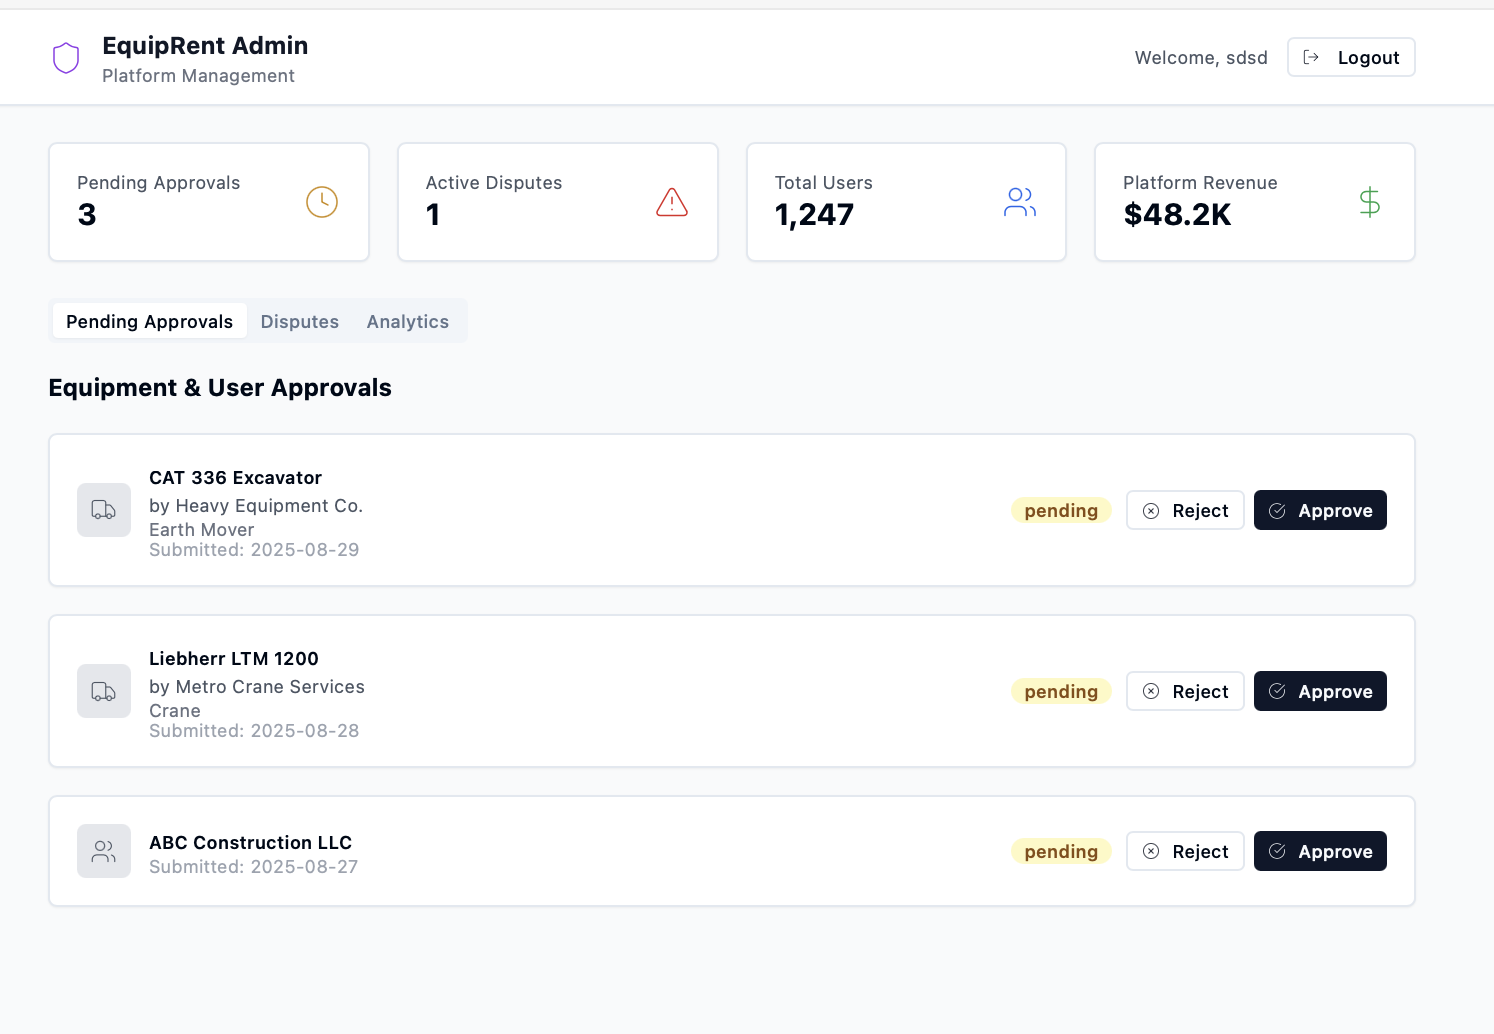 EquipRent Admin
Platform Management
Welcome, sdsd
Logout
Pending Approvals
3
Active Disputes
1
Total Users
1,247
Platform Revenue
$48.2K
Pending Approvals
Disputes
Analytics
Equipment & User Approvals
CAT 336 Excavator
by Heavy Equipment Co.
Earth Mover
Submitted: 2025-08-29
pending
Reject
Approve
Liebherr LTM 1200
by Metro Crane Services
Crane
Submitted: 2025-08-28
pending
Reject
Approve
ABC Construction LLC
Submitted: 2025-08-27
pending
Reject
Approve